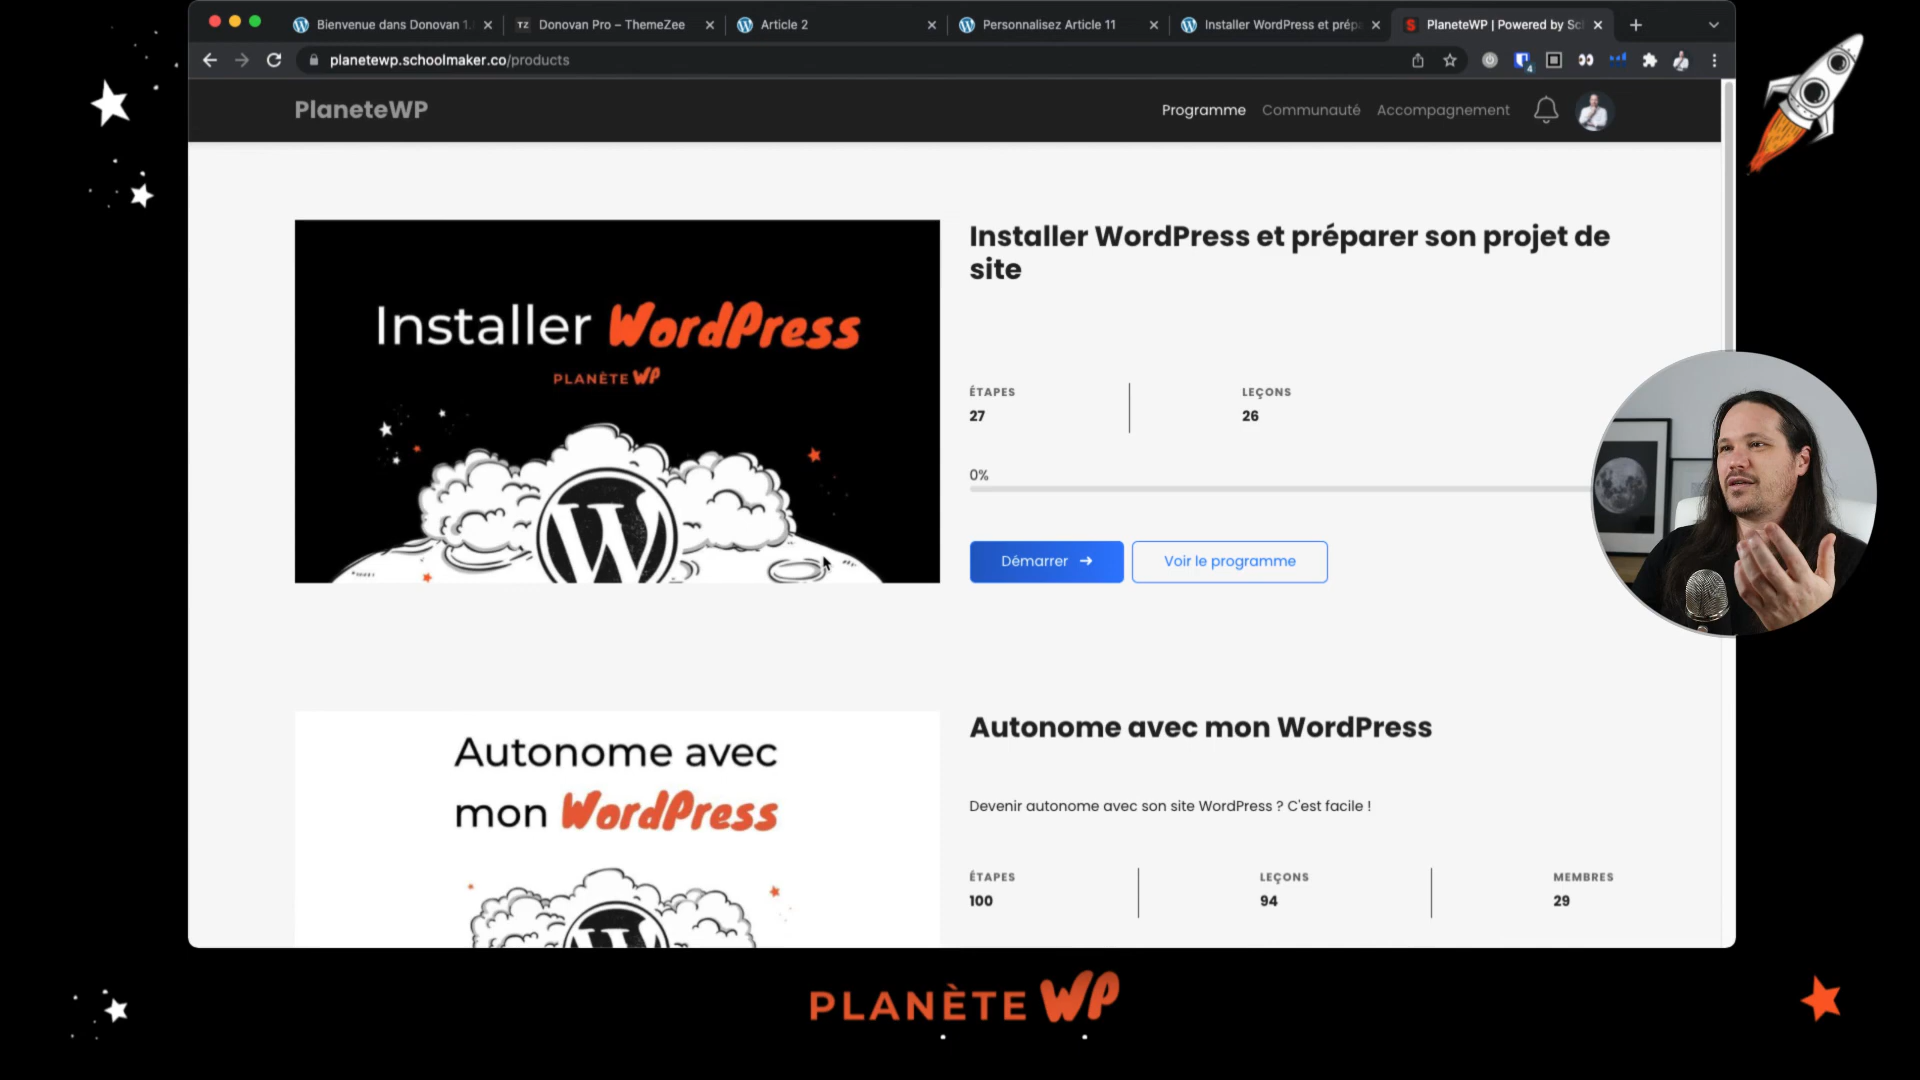 Bienvenue dans Donovan 1.
TZ Donovan Pro – ThemeZee
Article 2
Personnalisez Article 11
Installer WordPress et prép
PlaneteWP | Powered by Sc
planetewp.schoolmaker.co/products
4
PlaneteWP
Programme
Communauté
Accompagnement
Installer WordPress
PLANÈTE WP
Installer WordPress et préparer son projet de
site
ÉTAPES
27
LEÇONS
26
0%
Démarrer →
Voir le programme
Autonome avec
mon WordPress
Autonome avec mon WordPress
Devenir autonome avec son site WordPress ? C'est facile !
ÉTAPES
100
LEÇONS
94
MEMBRES
29
PLANÈTE WP